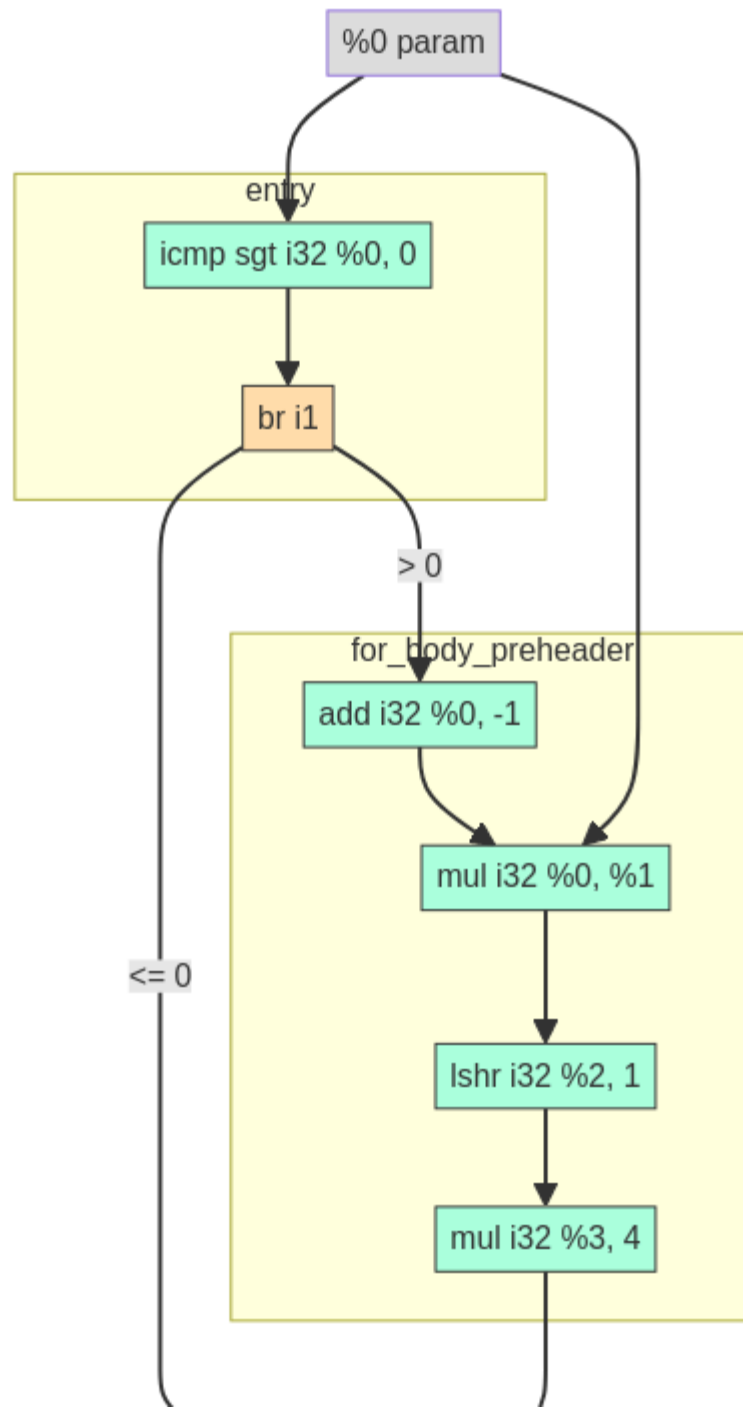 %0 param
entry
icmp sgt i32 %0, 0
br i1
> 0
for_body_preheader
add i32 %0, -1
mul i32 %0, %1
<= 0
lshr i32 %2, 1
mul i32 %3, 4